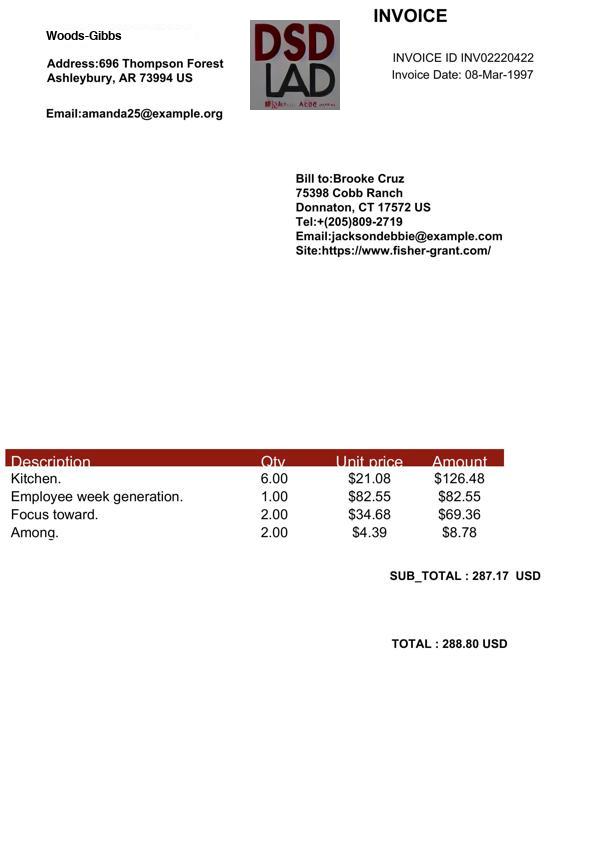 INVOICE
Woods-Gibbs
Address:696 Thompson Forest
Ashleybury, AR 73994 US
Email:amanda25@example.org
DSD
LAD
INVOICE ID INV02220422
Invoice Date: 08-Mar-1997
Bill to:Brooke Cruz
75398 Cobb Ranch
Donnaton, CT 17572 US
Tel:+(205)809-2719
Email:jacksondebbie@example.com
Site:https://www.fisher-grant.com/
Description Qty Unit price Amount
Kitchen. 6.00 $21.08 $126.48
Employee week generation. 1.00 $82.55 $82.55
Focus toward. 2.00 $34.68 $69.36
Among. 2.00 $4.39 $8.78
SUB_TOTAL : 287.17 USD
TOTAL : 288.80 USD